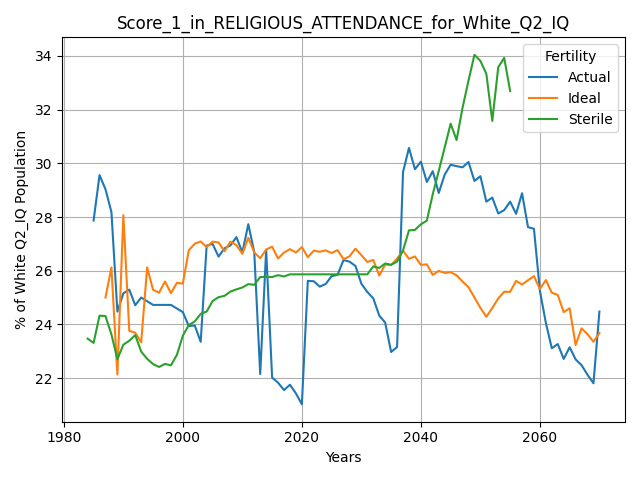 Score_1_in_RELIGIOUS_ATTENDANCE_for_White_Q2_IQ
% of White Q2_IQ Population
34
32
30
28
26
24
22
Fertility
Actual
Ideal
Sterile
1980
2000
2020
2040
2060
Years